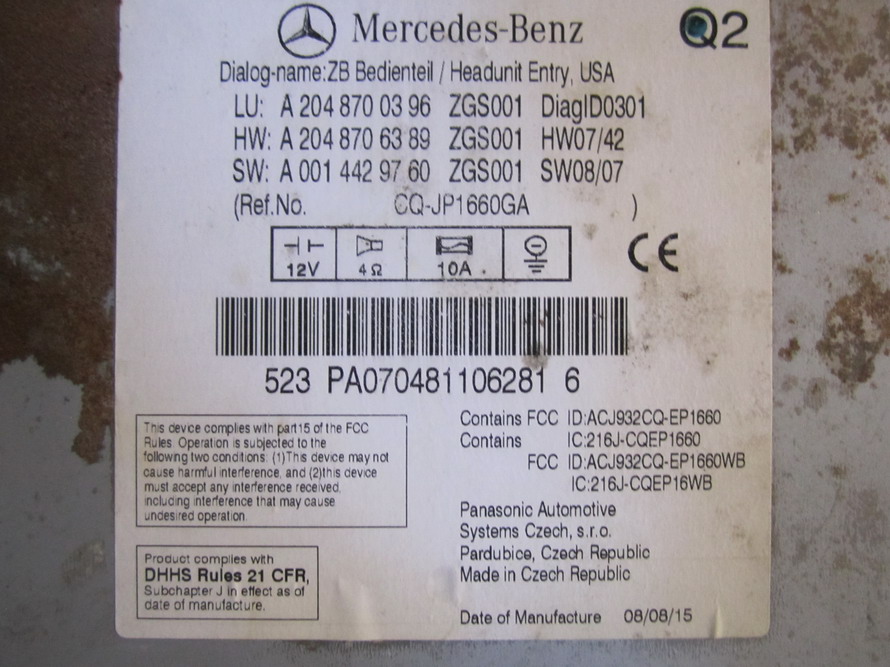 Mercedes-Benz Q2
Dialog-name:ZB Bedienteil / Headunit Entry, USA
LU: A 204 870 03 96 ZGS001 DiagID0301
HW: A 204 870 63 89 ZGS001 HW07/42
SW: A 001 442 97 60 ZGS001 SW08/07
(Ref.No. CQ-JP1660GA )
12V 4Ω 10A CE
523 PA070481106281 6
This device complies with part15 of the FCC
Rules. Operation is subjected to the
following two conditions: (1)This device may not
cause harmful interference, and (2)this device
must accept any interference received,
including interference that may cause
undesired operation.
Product complies with
DHHS Rules 21 CFR,
Subchapter J in effect as of
date of manufacture.
Contains FCC ID:ACJ932CQ-EP1660
Contains IC:216J-CQEP1660
FCC ID:ACJ932CQ-EP1660WB
IC:216J-CQEP16WB
Panasonic Automotive
Systems Czech, s.r.o.
Pardubice, Czech Republic
Made in Czech Republic
Date of Manufacture 08/08/15